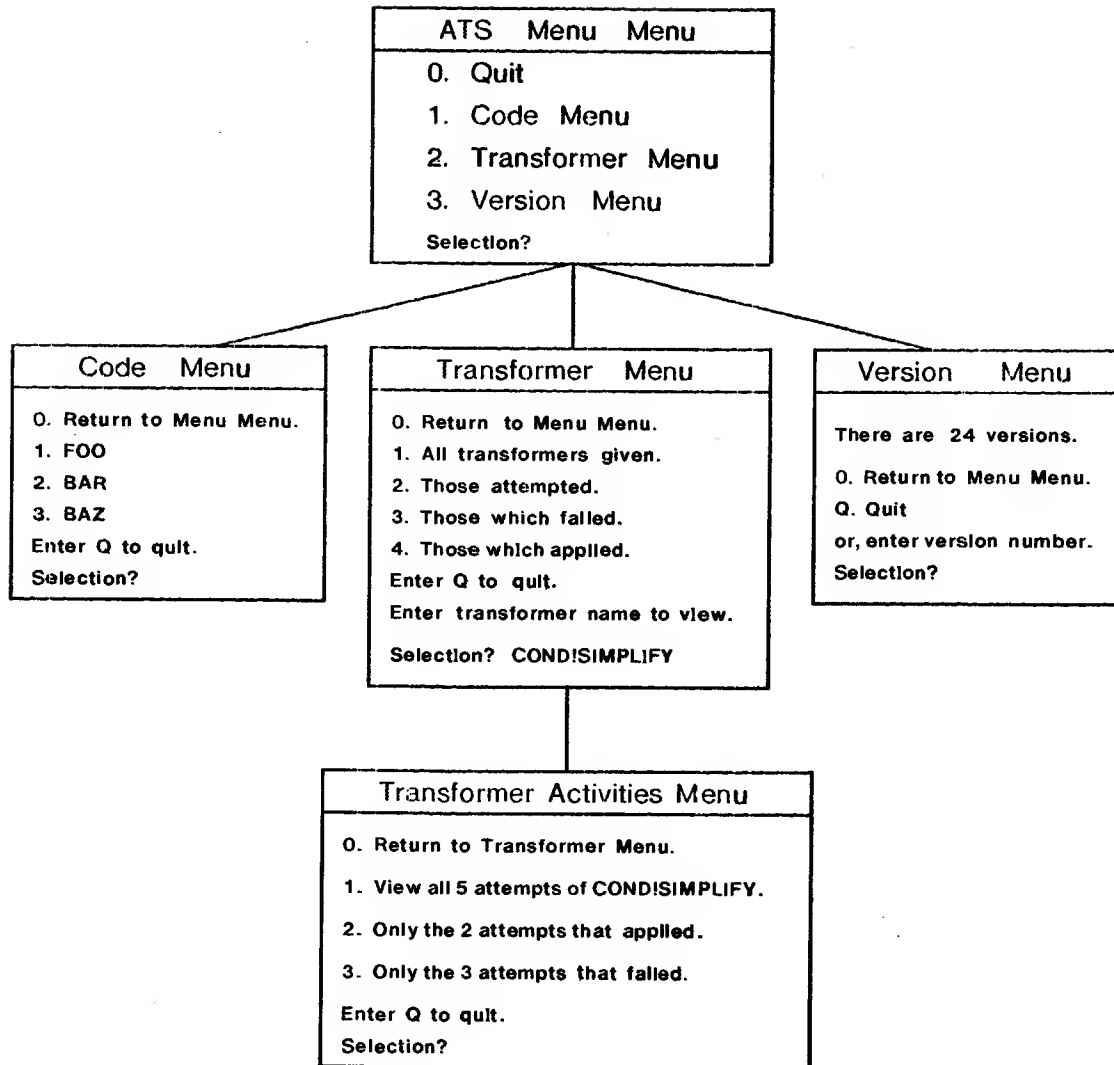 ATS Menu Menu
0. Quit
1. Code Menu
2. Transformer Menu
3. Version Menu
Selection?
Code Menu
0. Return to Menu Menu.
1. FOO
2. BAR
3. BAZ
Enter Q to quit.
Selection?
Transformer Menu
0. Return to Menu Menu.
1. All transformers given.
2. Those attempted.
3. Those which failed.
4. Those which applied.
Enter Q to quit.
Enter transformer name to view.
Selection? COND!SIMPLIFY
Version Menu
There are 24 versions.
0. Return to Menu Menu.
Q. Quit
or, enter version number.
Selection?
Transformer Activities Menu
0. Return to Transformer Menu.
1. View all 5 attempts of COND!SIMPLIFY.
2. Only the 2 attempts that applied.
3. Only the 3 attempts that failed.
Enter Q to quit.
Selection?